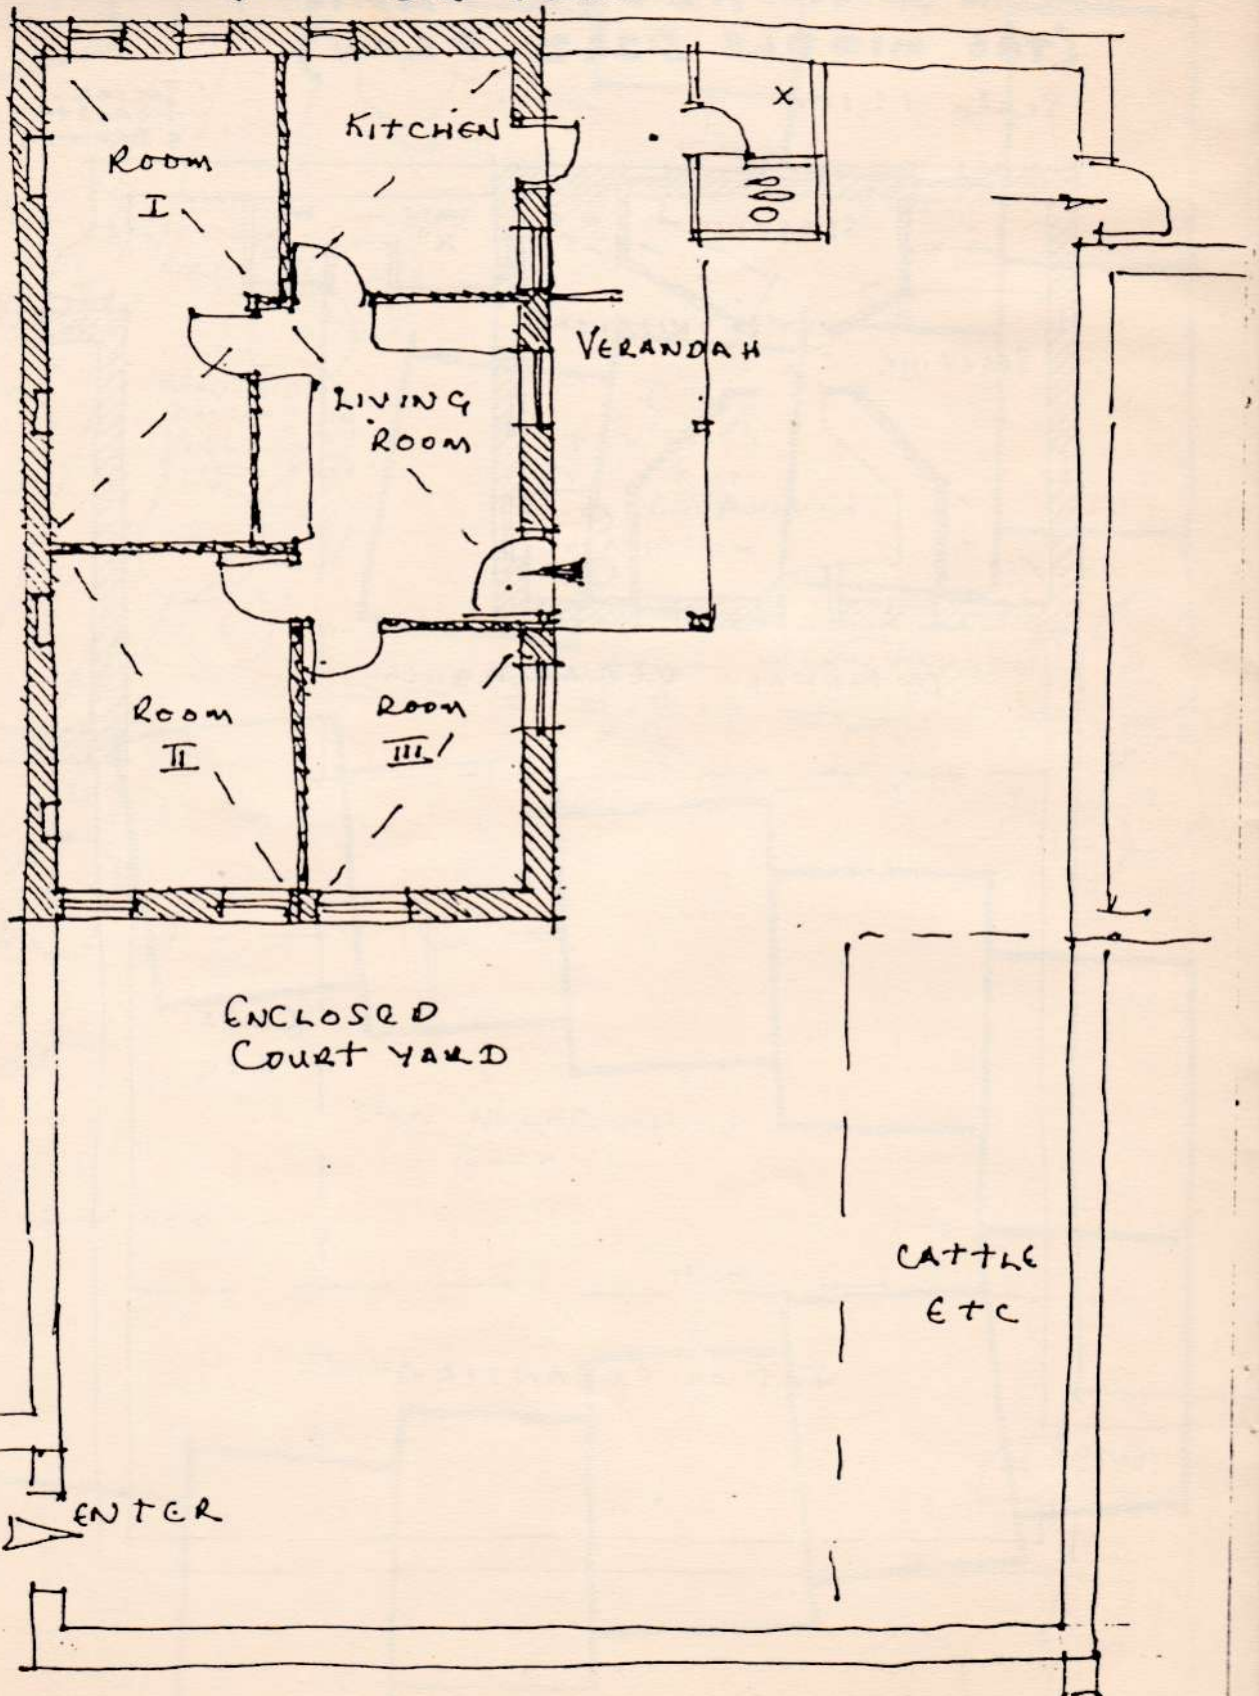 KITCHEN
ROOM
I
X
VERANDAH
LIVING
ROOM
ROOM
II
ROOM
III
ENCLOSED
COURT YARD
CATTLE
ETC
ENTER